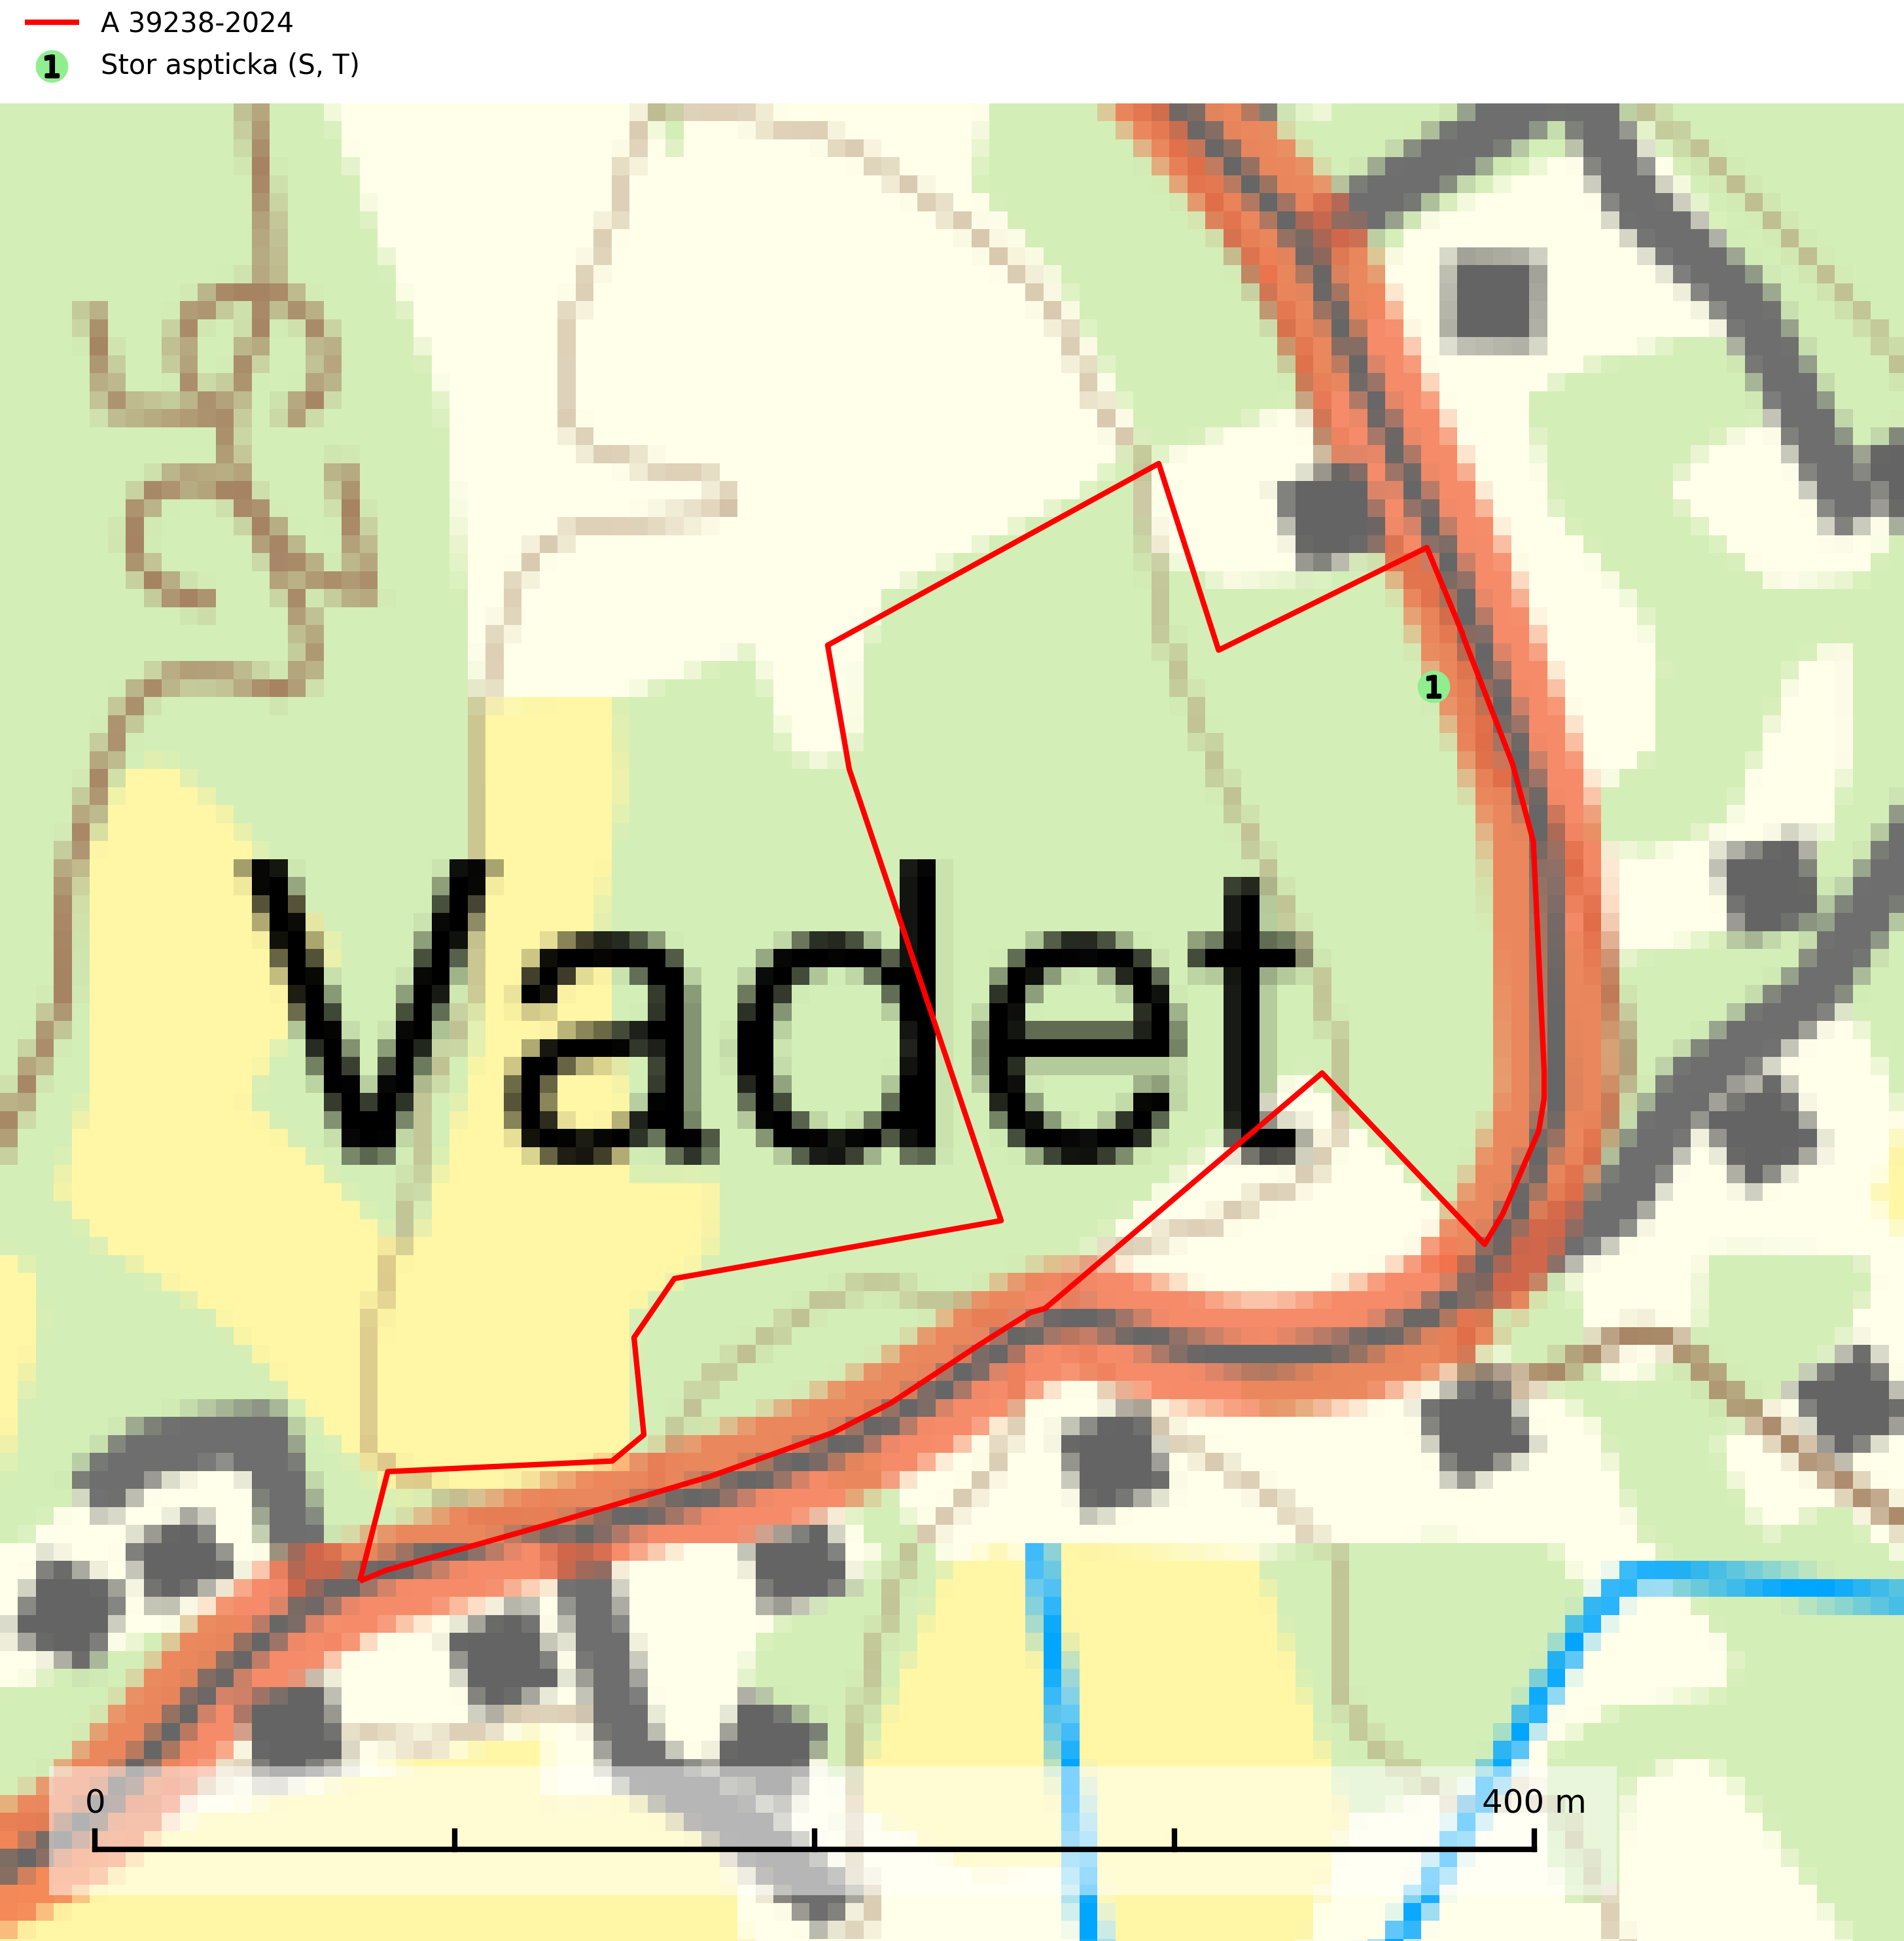 A 39238-2024
1 Stor aspticka (S, T)
1
Vadet
0 400 m